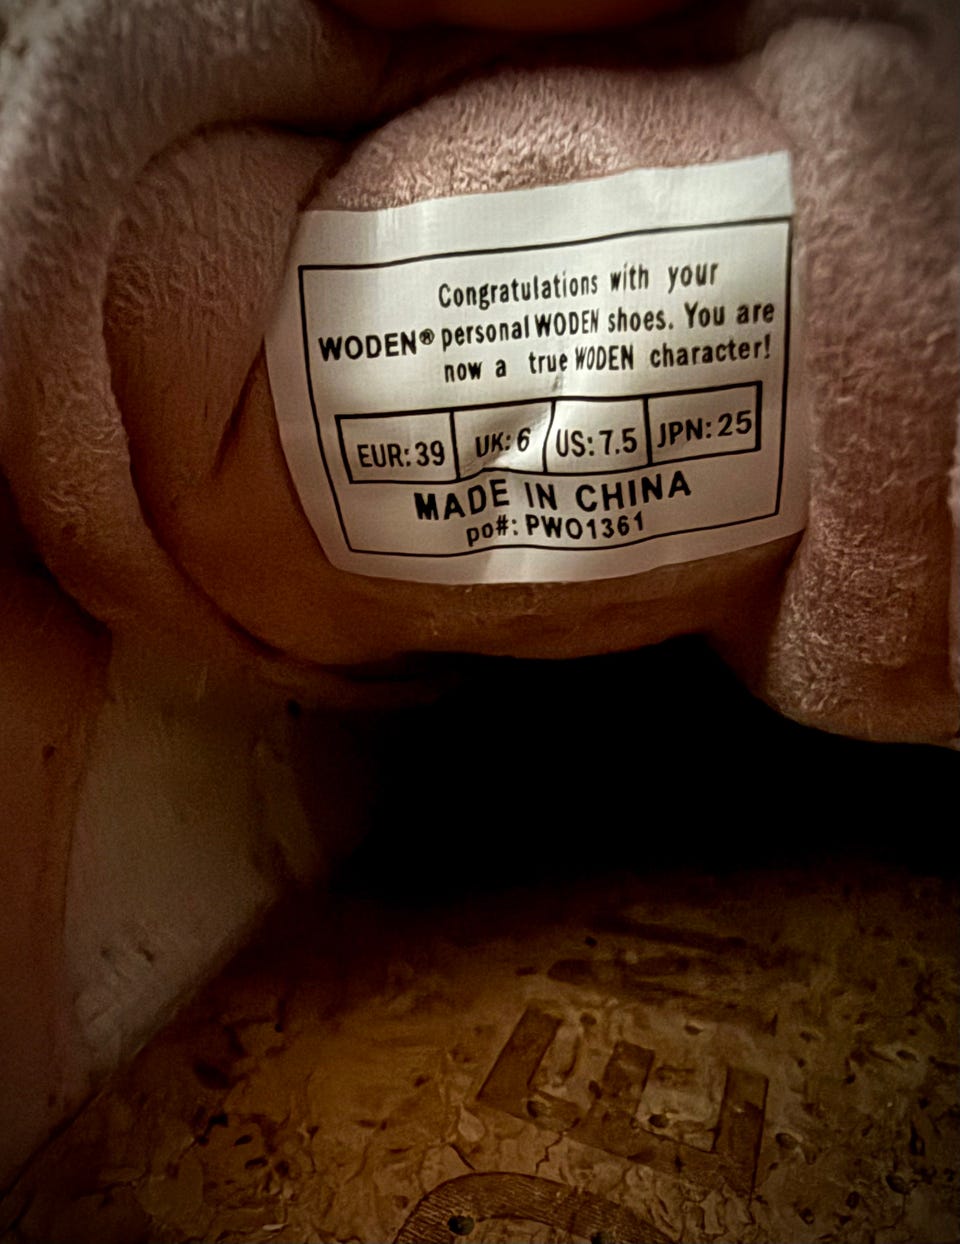 Congratulations with your
WODEN® personal WODEN shoes. You are
now a true WODEN character!
EUR: 39 UK: 6 US: 7.5 JPN: 25
MADE IN CHINA
po#: PWO1361